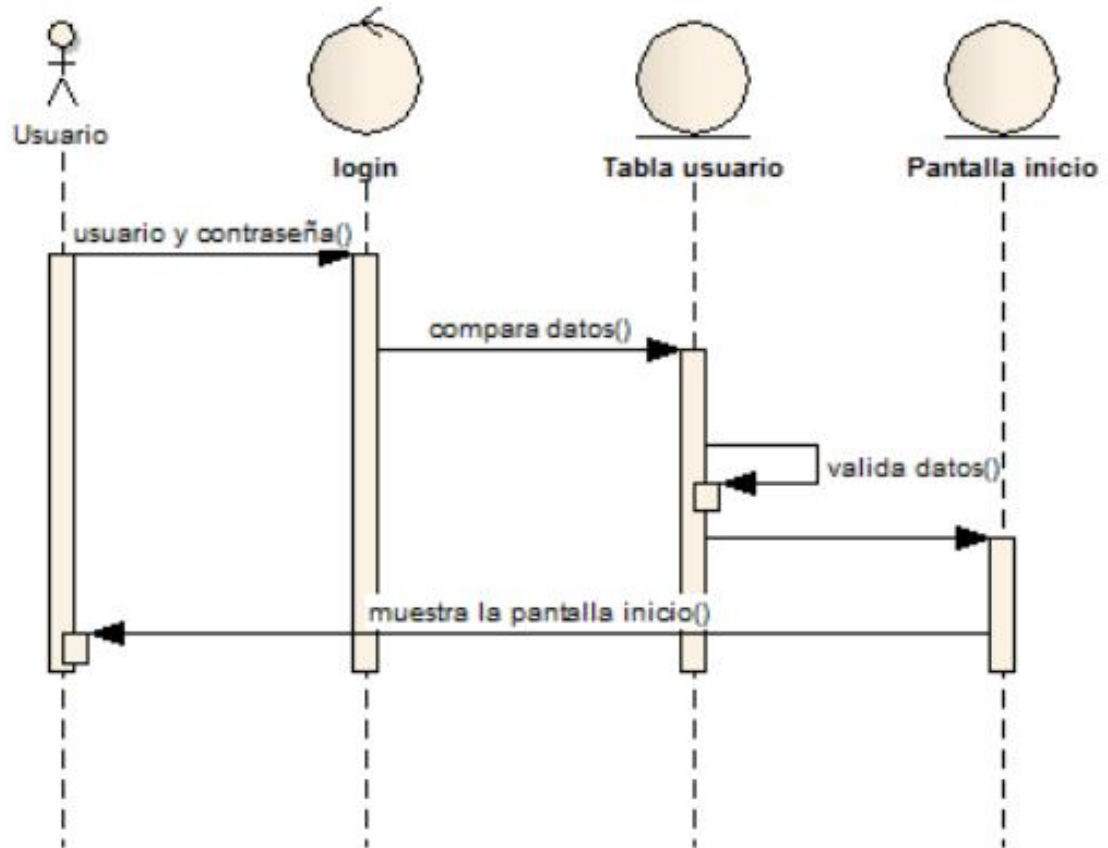 Usuario
login
Tabla usuario
Pantalla inicio
usuario y contraseña()
compara datos()
valida datos()
muestra la pantalla inicio()